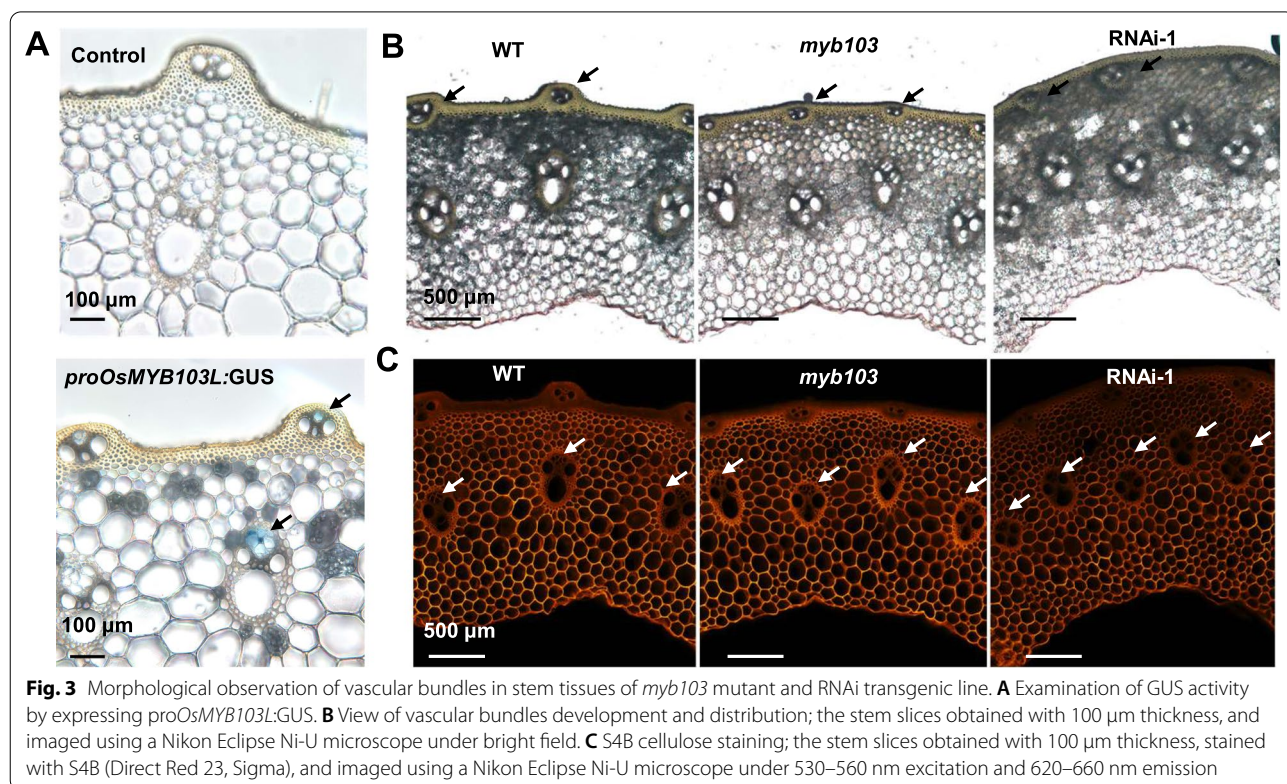 A
Control
100 µm
proOsMYB103L:GUS
100 µm
B
WT
myb103
RNAi-1
500 µm
C
WT
myb103
RNAi-1
500 µm
Fig. 3 Morphological observation of vascular bundles in stem tissues of myb103 mutant and RNAi transgenic line. A Examination of GUS activity
by expressing proOsMYB103L:GUS. B View of vascular bundles development and distribution; the stem slices obtained with 100 µm thickness, and
imaged using a Nikon Eclipse Ni-U microscope under bright field. C S4B cellulose staining; the stem slices obtained with 100 µm thickness, stained
with S4B (Direct Red 23, Sigma), and imaged using a Nikon Eclipse Ni-U microscope under 530–560 nm excitation and 620–660 nm emission